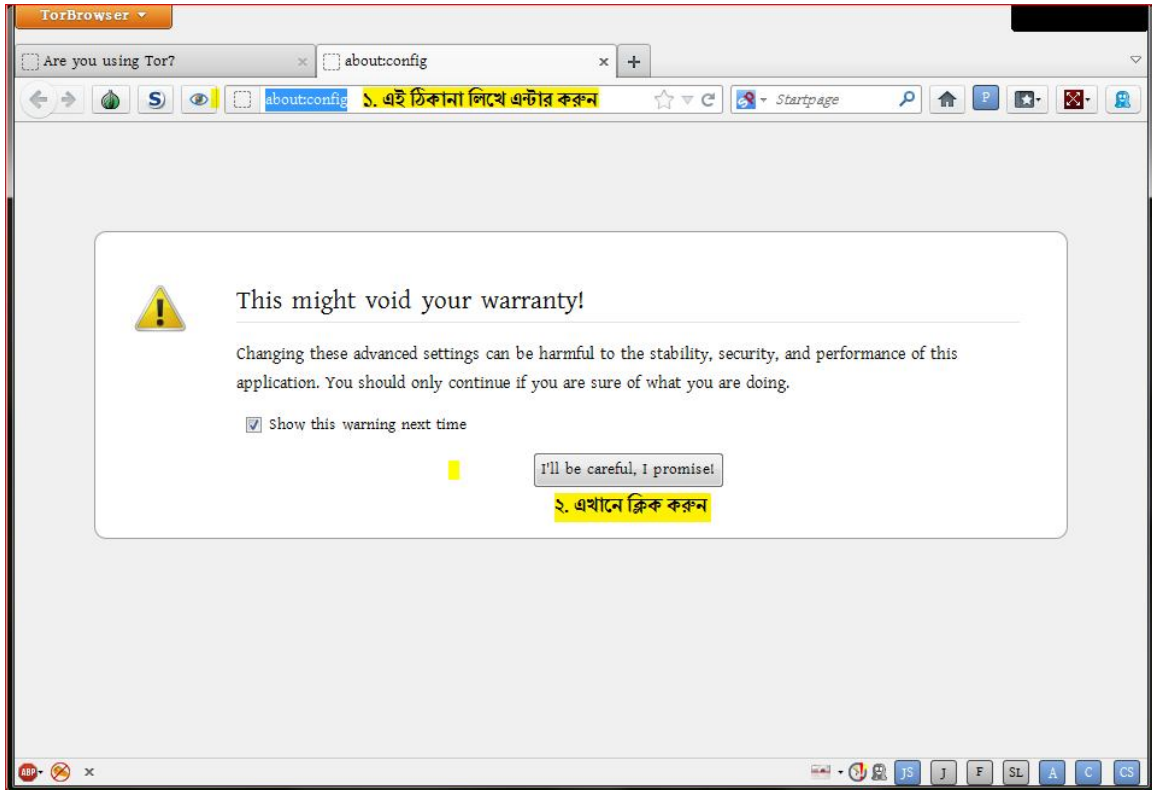 TorBrowser
Are you using Tor?
about:config
about:config ১. এই ঠিকানা লিখে এন্টার করুন
Startpage
P
This might void your warranty!
Changing these advanced settings can be harmful to the stability, security, and performance of this
application. You should only continue if you are sure of what you are doing.
Show this warning next time
I'll be careful, I promise!
২. এখানে ক্লিক করুন
ABP
JS J F SL A C CS